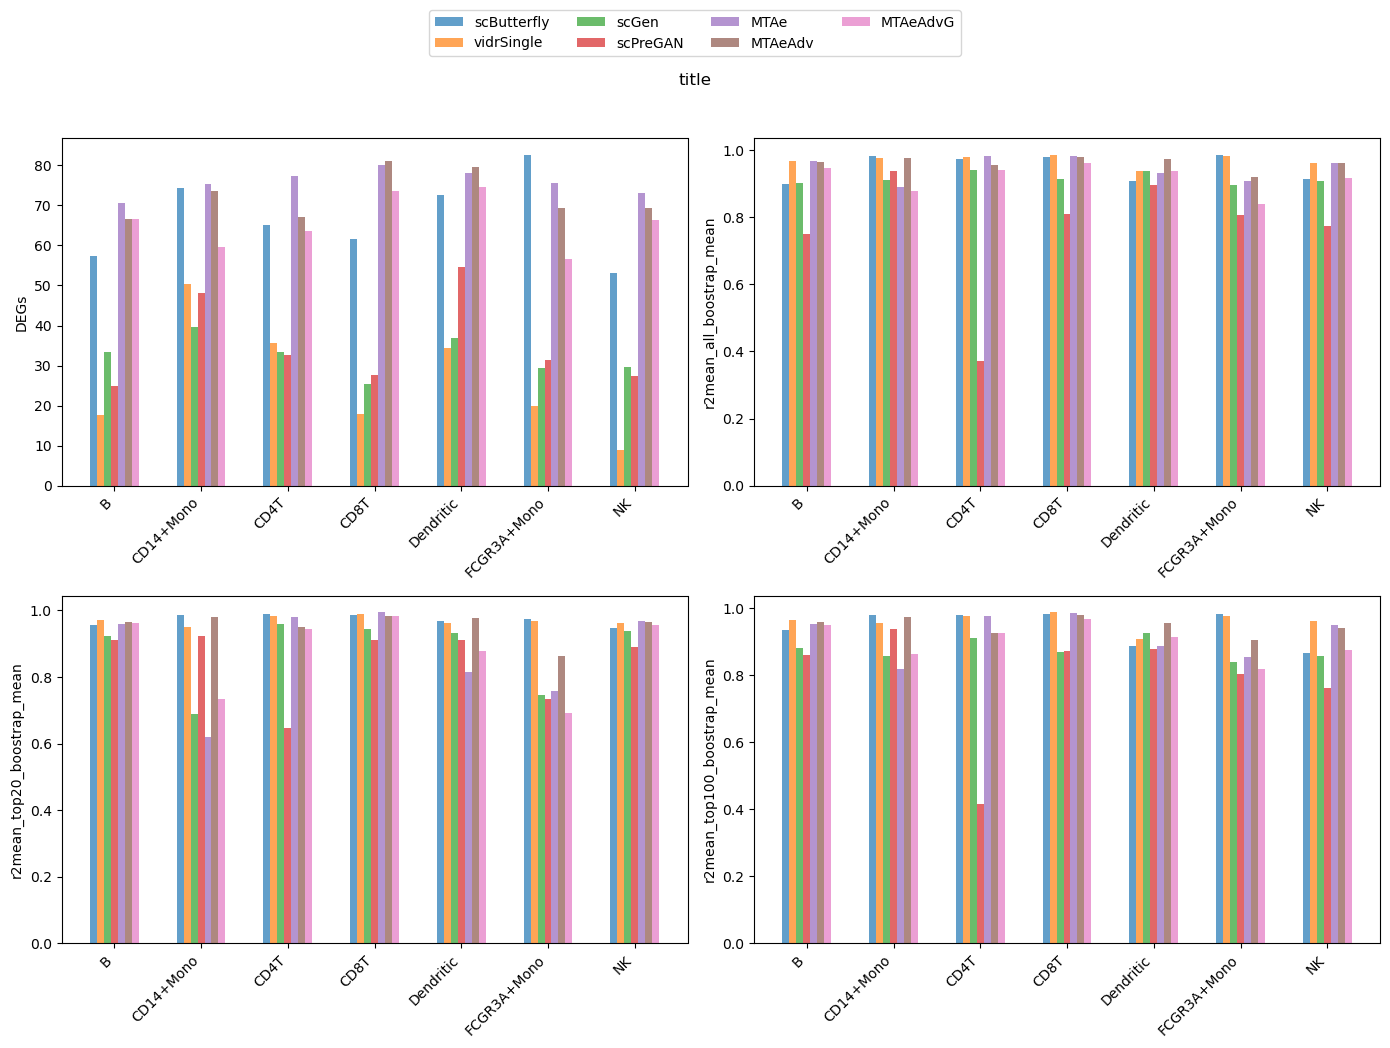 scButterfly scGen MTAe MTAeAdvG
vidrSingle scPreGAN MTAeAdv
title
DEGs
80
70
60
50
40
30
20
10
0
B CD14+Mono CD4T CD8T Dendritic FCGR3A+Mono NK
r2mean_all_boostrap_mean
1.0
0.8
0.6
0.4
0.2
0.0
B CD14+Mono CD4T CD8T Dendritic FCGR3A+Mono NK
r2mean_top20_boostrap_mean
1.0
0.8
0.6
0.4
0.2
0.0
B CD14+Mono CD4T CD8T Dendritic FCGR3A+Mono NK
r2mean_top100_boostrap_mean
1.0
0.8
0.6
0.4
0.2
0.0
B CD14+Mono CD4T CD8T Dendritic FCGR3A+Mono NK